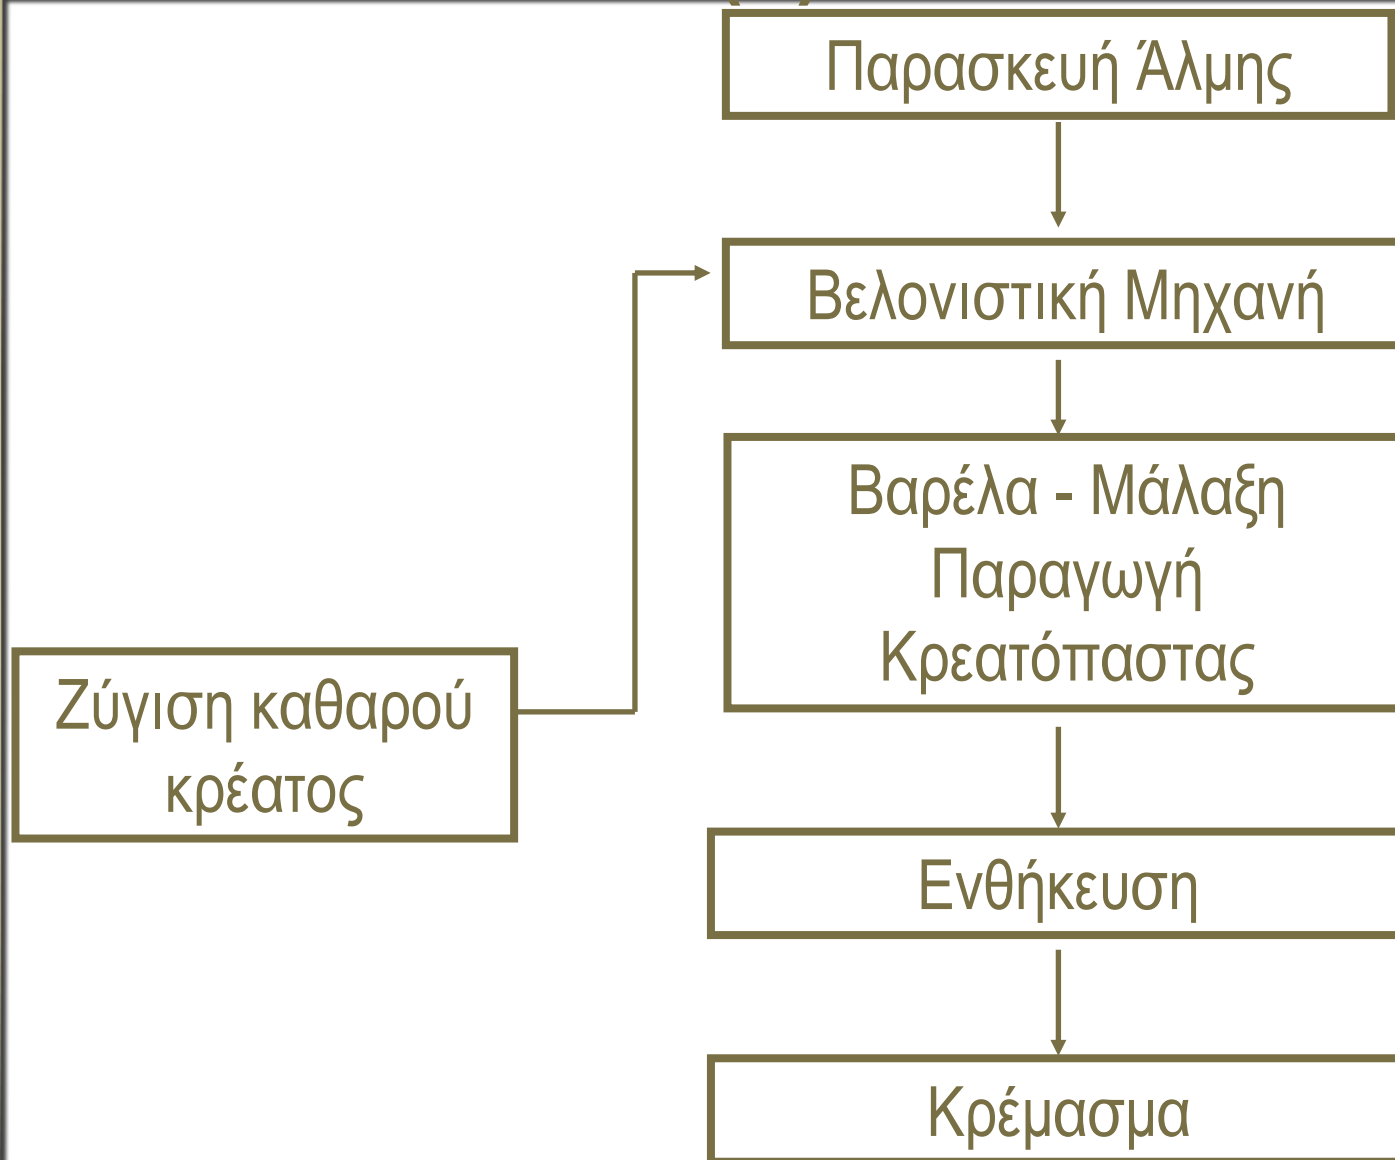 Παρασκευή Άλμης
Βελονιστική Μηχανή
Βαρέλα - Μάλαξη
Παραγωγή
Κρεατόπαστας
Ζύγιση καθαρού
κρέατος
Ενθήκευση
Κρέμασμα